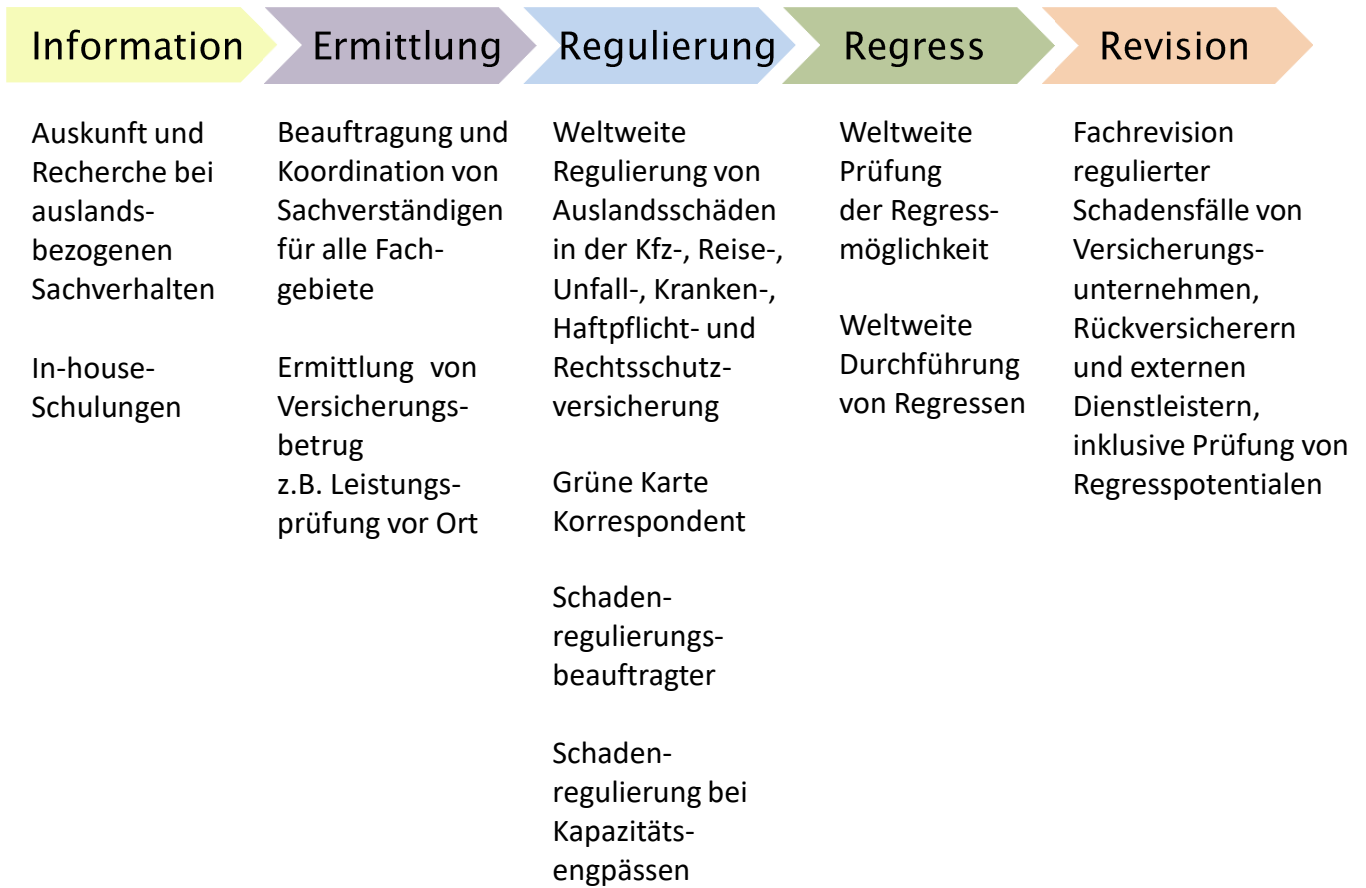 Information
Ermittlung
Regulierung
Regress
Revision
Auskunft und
Recherche bei
auslands-
bezogenen
Sachverhalten
In-house-
Schulungen
Beauftragung und
Koordination von
Sachverständigen
für alle Fach-
gebiete
Ermittlung von
Versicherungs-
betrug
z.B. Leistungs-
prüfung vor Ort
Weltweite
Regulierung von
Auslandsschäden
in der Kfz-, Reise-,
Unfall-, Kranken-,
Haftpflicht- und
Rechtsschutz-
versicherung
Grüne Karte
Korrespondent
Schaden-
regulierungs-
beauftragter
Schaden-
regulierung bei
Kapazitäts-
engpässen
Weltweite
Prüfung
der Regress-
möglichkeit
Weltweite
Durchführung
von Regressen
Fachrevision
regulierter
Schadensfälle von
Versicherungs-
unternehmen,
Rückversicherern
und externen
Dienstleistern,
inklusive Prüfung von
Regresspotentialen